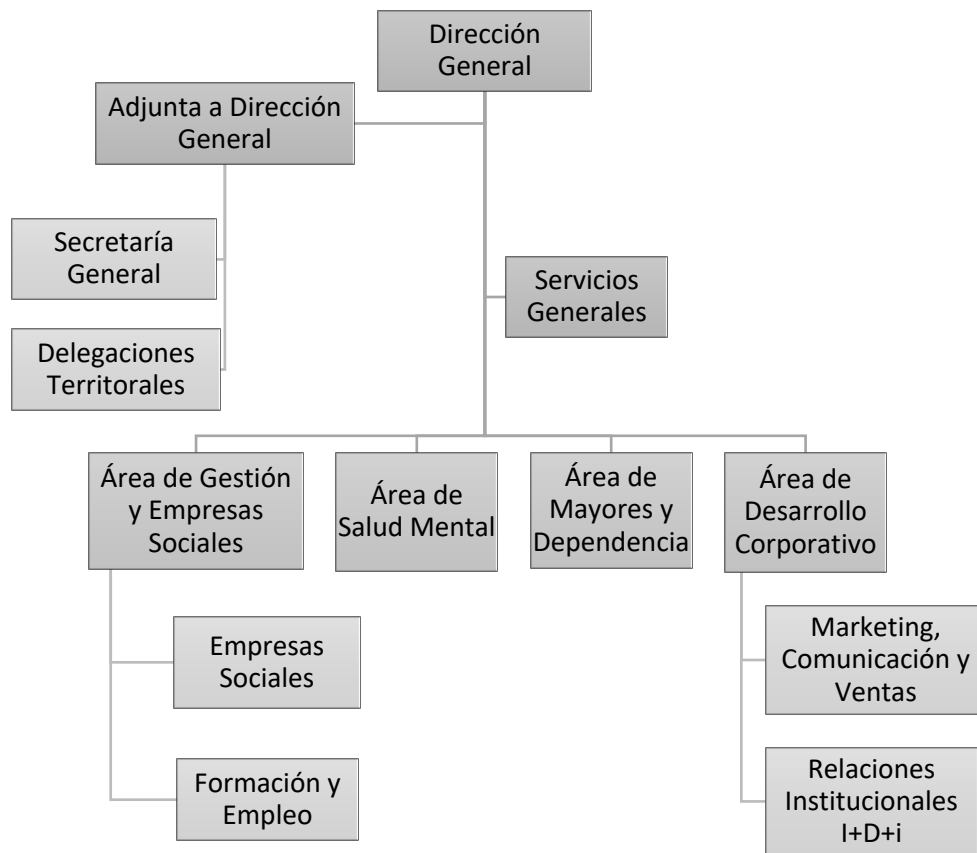 Dirección
General
Adjunta a Dirección
General
Secretaría
General
Servicios
Generales
Delegaciones
Territorales
Área de Gestión
y Empresas
Sociales
Área de
Salud Mental
Área de
Mayores y
Dependencia
Área de
Desarrollo
Corporativo
Empresas
Sociales
Marketing,
Comunicación y
Ventas
Formación y
Empleo
Relaciones
Institucionales
I+D+i